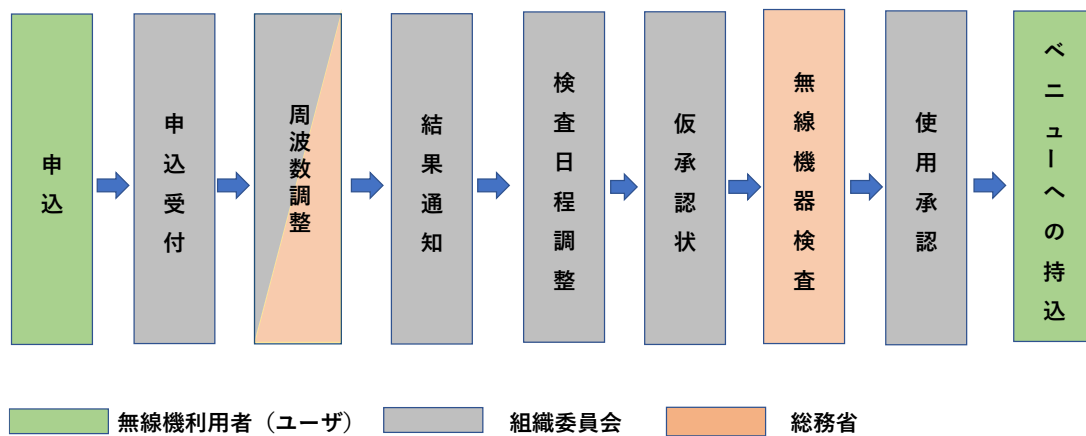 申込
申込受付
周波数調整
結果通知
検査日程調整
仮承認状
無線機器検査
使用承認
ベニューへの持込
無線機利用者（ユーザ）
組織委員会
総務省